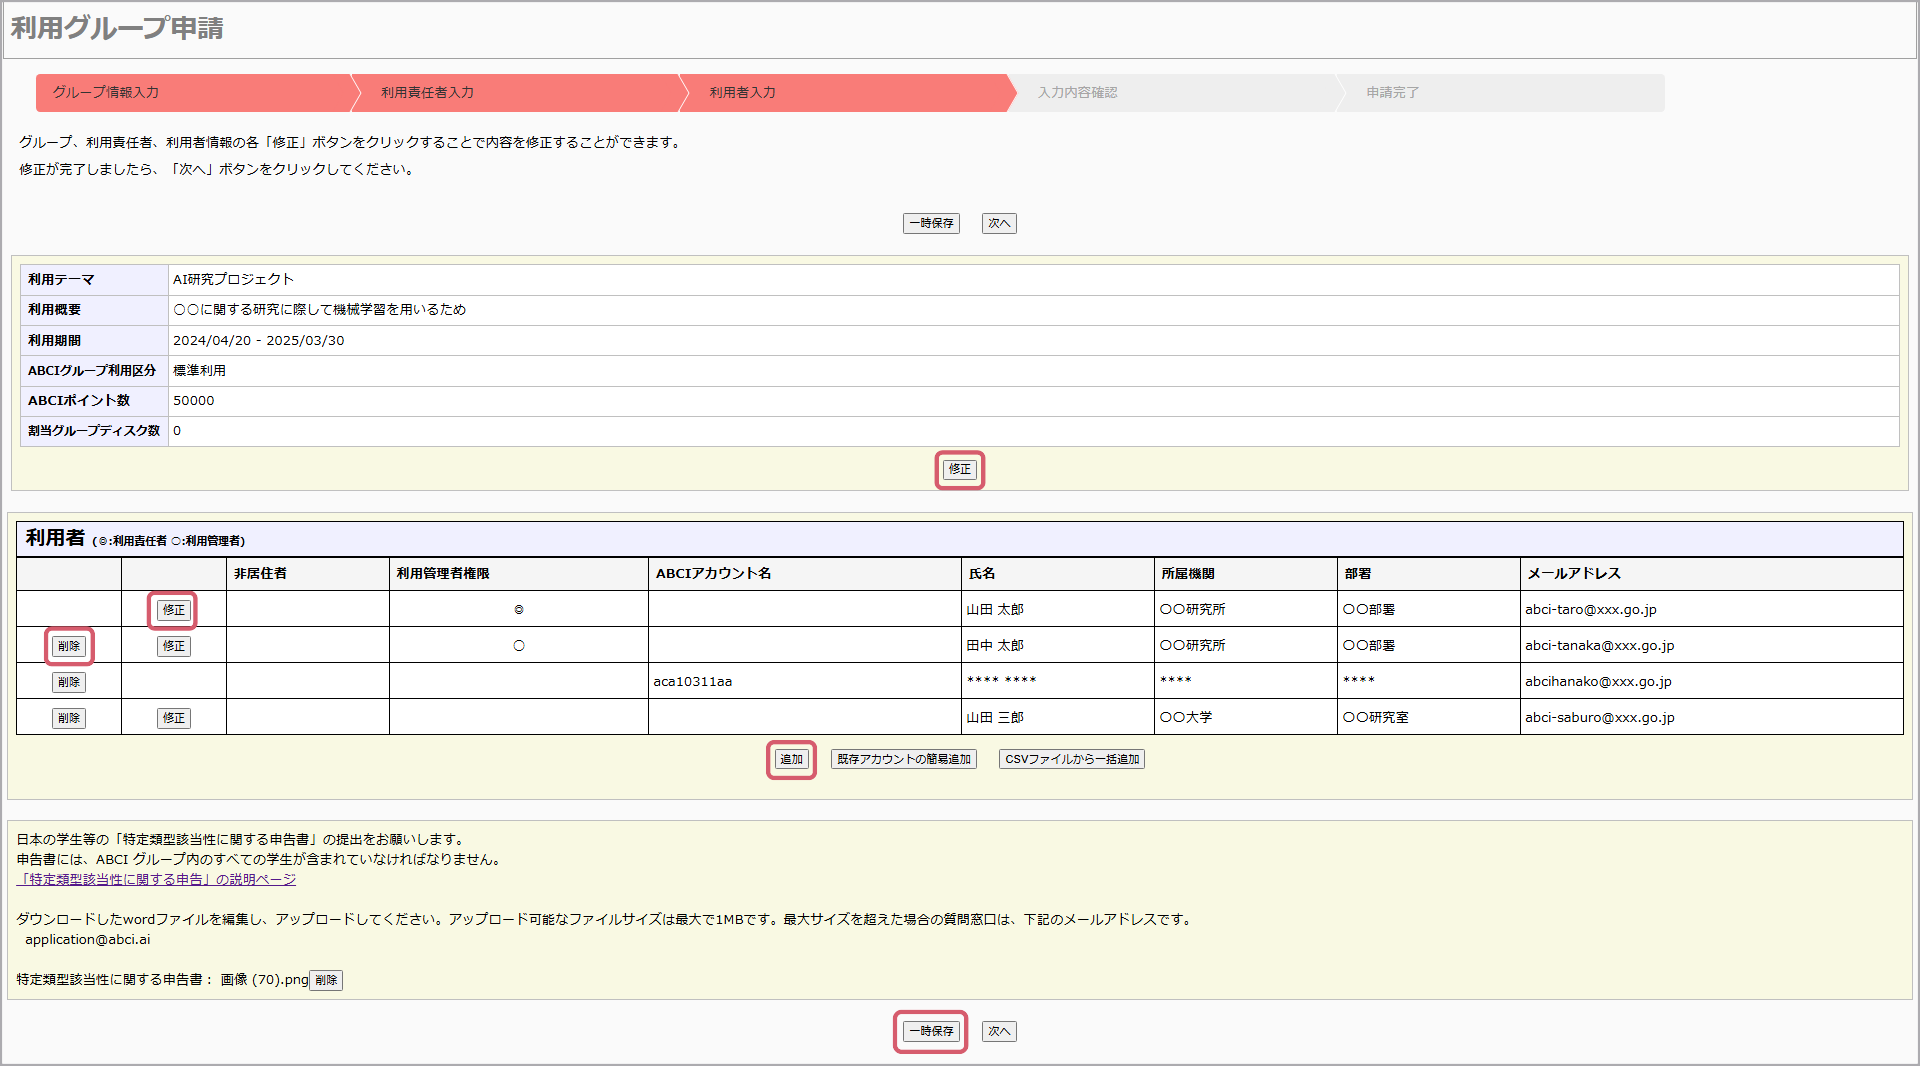 利用グループ申請
グループ情報入力 利用責任者入力 利用者入力 入力内容確認 申請完了
グループ、利用責任者、利用者情報の各「修正」ボタンをクリックすることで内容を修正することができます。
修正が完了しましたら、「次へ」ボタンをクリックしてください。
一時保存 次へ
利用テーマ AI研究プロジェクト
利用概要 〇〇に関する研究に際して機械学習を用いるため
利用期間 2024/04/20 - 2025/03/30
ABCIグループ利用区分 標準利用
ABCIポイント数 50000
割当グループディスク数 0
修正
利用者 (◎:利用責任者 ○:利用管理者)
非居住者 利用管理者権限 ABCIアカウント名 氏名 所属機関 部署 メールアドレス
修正 ◎ 山田 太郎 〇〇研究所 〇〇部署 abci-taro@xxx.go.jp
削除 修正 ○ 田中 太郎 〇〇研究所 〇〇部署 abci-tanaka@xxx.go.jp
削除 aca10311aa **** **** **** **** abcihanako@xxx.go.jp
削除 修正 山田 三郎 〇〇大学 〇〇研究室 abci-saburo@xxx.go.jp
追加 既存アカウントの簡易追加 CSVファイルから一括追加
日本の学生等の「特定類型該当性に関する申告書」の提出をお願いします。
申告書には、ABCI グループ内のすべての学生が含まれていなければなりません。
「特定類型該当性に関する申告」の説明ページ
ダウンロードしたwordファイルを編集し、アップロードしてください。アップロード可能なファイルサイズは最大で1MBです。最大サイズを超えた場合の質問窓口は、下記のメールアドレスです。
application@abci.ai
特定類型該当性に関する申告書： 画像 (70).png 削除
一時保存 次へ